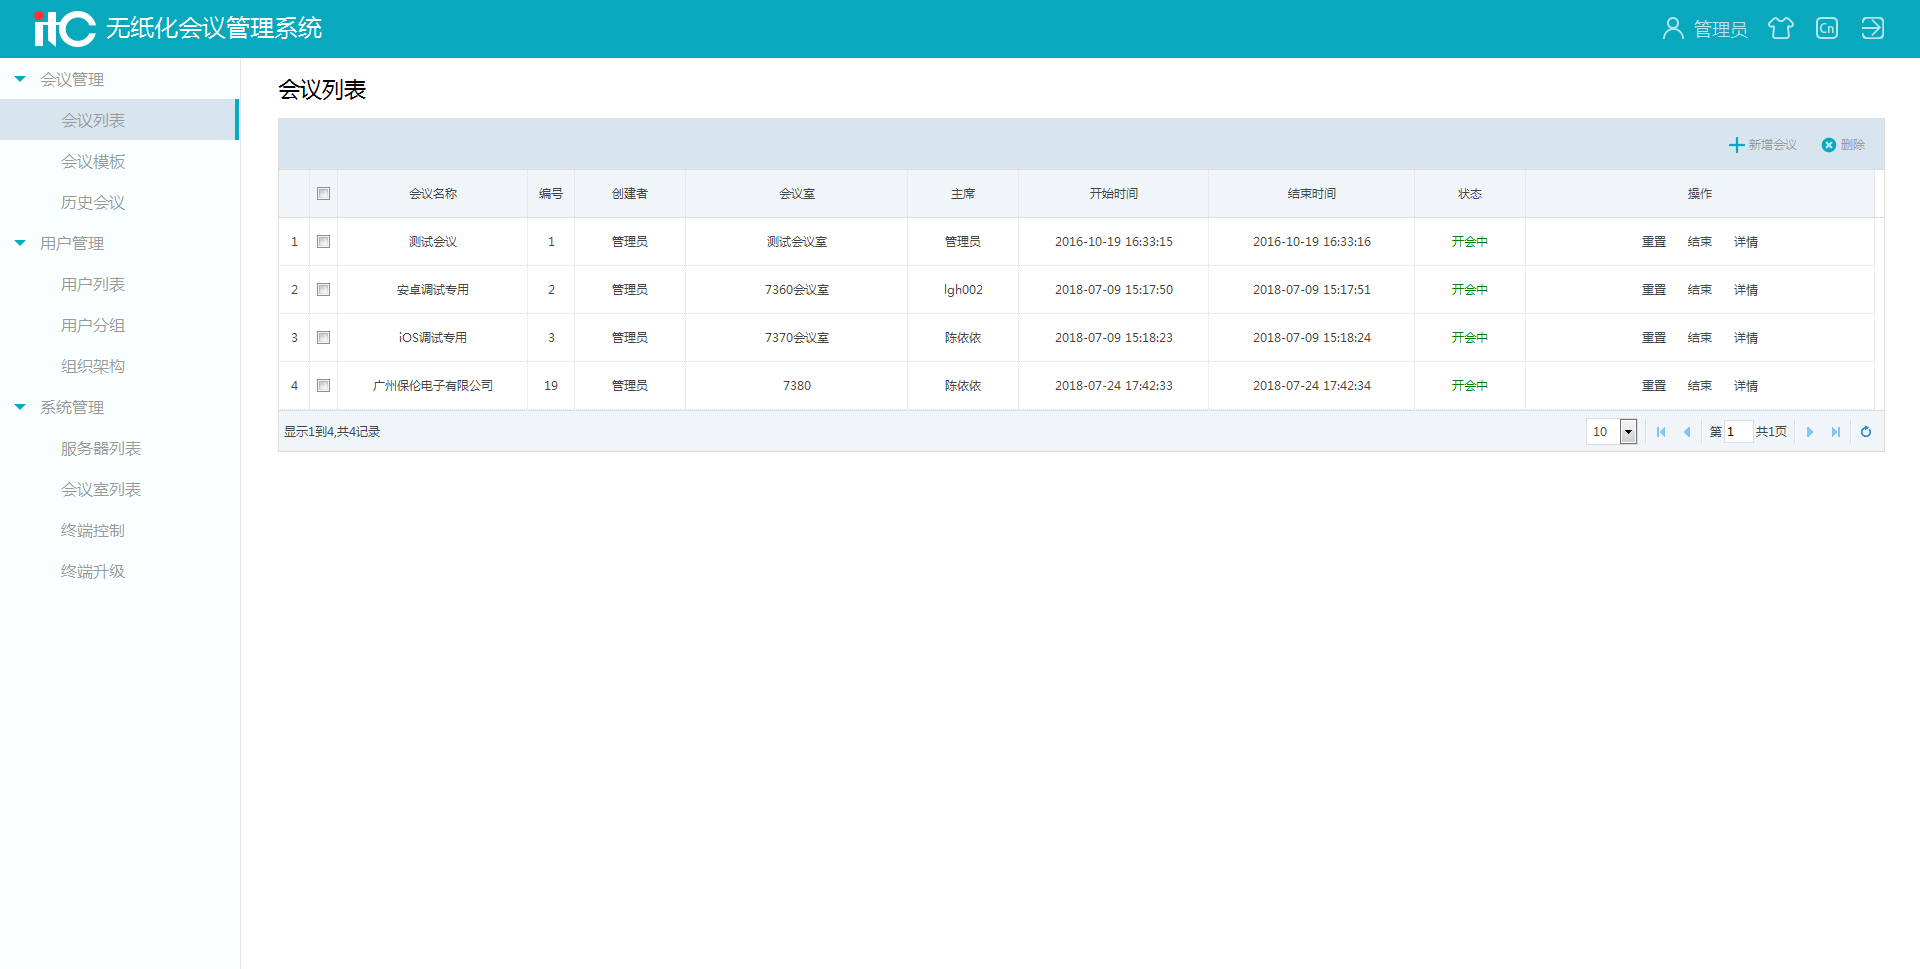 itC 无纸化会议管理系统
管理员 Cn
会议管理
会议列表
会议模板
历史会议
用户管理
用户列表
用户分组
组织架构
系统管理
服务器列表
会议室列表
终端控制
终端升级
会议列表
新增会议 删除
会议名称 编号 创建者 会议室 主席 开始时间 结束时间 状态 操作
1 测试会议 1 管理员 测试会议室 管理员 2016-10-19 16:33:15 2016-10-19 16:33:16 开会中 重置 结束 详情
2 安卓调试专用 2 管理员 7360会议室 lgh002 2018-07-09 15:17:50 2018-07-09 15:17:51 开会中 重置 结束 详情
3 iOS调试专用 3 管理员 7370会议室 陈依依 2018-07-09 15:18:23 2018-07-09 15:18:24 开会中 重置 结束 详情
4 广州保伦电子有限公司 19 管理员 7380 陈依依 2018-07-24 17:42:33 2018-07-24 17:42:34 开会中 重置 结束 详情
显示1到4,共4记录 10 第 1 共1页